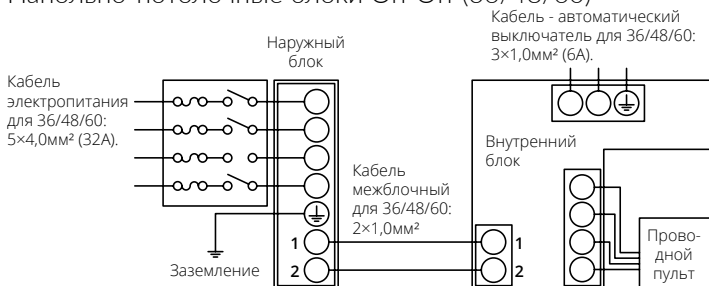 Напольно-потолочные блоки On-Off (36/48/60)
Кабель - автоматический
выключатель для 36/48/60:
3×1,0мм² (6А).
Наружный
блок
Кабель
электропитания
для 36/48/60:
5×4,0мм² (32А).
Внутренний
блок
Кабель
межблочный
для 36/48/60:
2×1,0мм²
1
2
1
2
Заземление
Прово-
дной
пульт